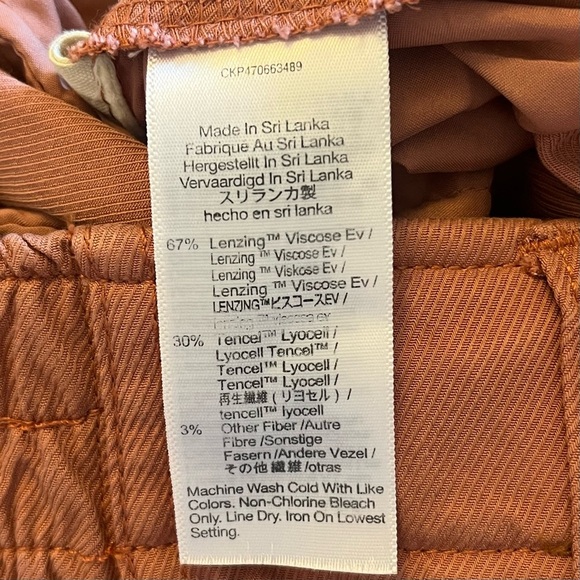 CKP470663489
Made In Sri Lanka
Fabrique Au Sri Lanka
Hergestellt In Sri Lanka
Vervaardigd In Sri Lanka
スリランカ製
hecho en sri lanka
67% Lenzing™ Viscose Ev /
Lenzing ™ Viscose Ev /
Lenzing ™ Viskose Ev /
Lenzing ™ Viscose Ev /
LENZING™ビスコースEV /
30% Tencel™ Lyocell /
Lyocell Tencel™ /
Tencel™ Lyocell /
Tencel™ Lyocell /
再生繊維 ( リヨセル ) /
tencell™ lyocell
3% Other Fiber /Autre
Fibre /Sonstige
Fasern/Andere Vezel /
その他繊維 /otras
Machine Wash Cold With Like
Colors. Non-Chlorine Bleach
Only. Line Dry. Iron On Lowest
Setting.